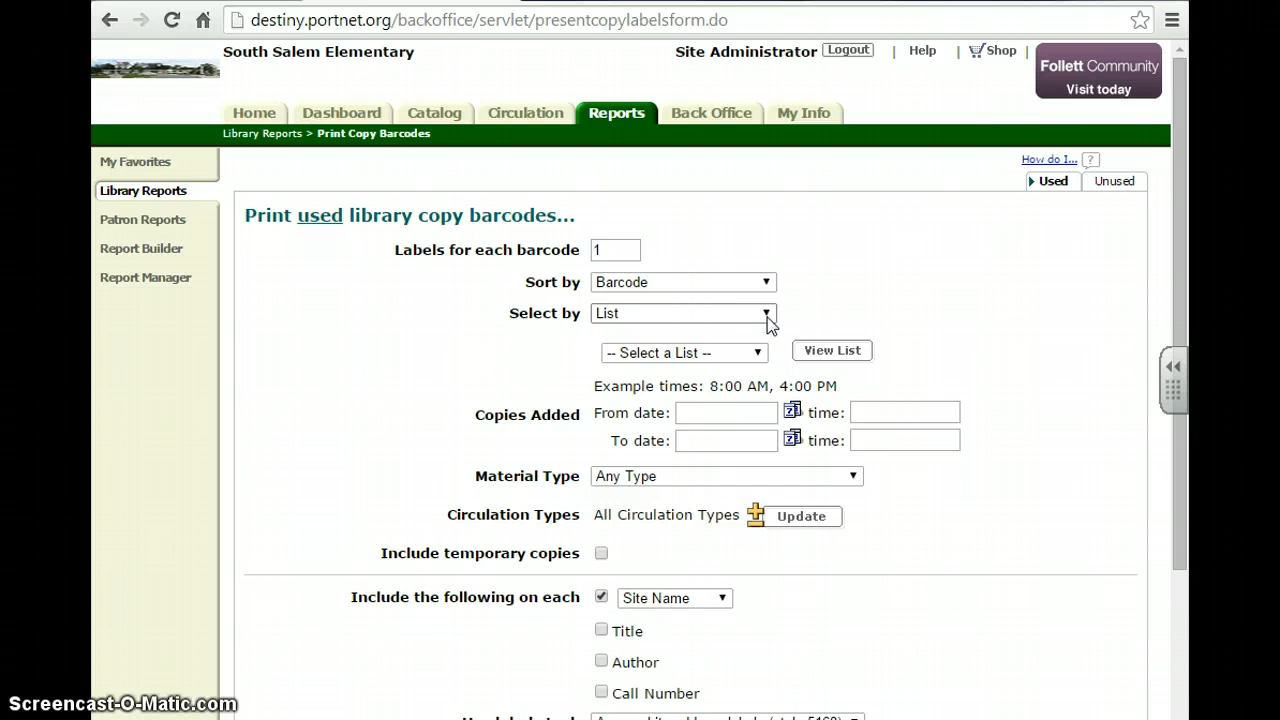 destiny.portnet.org/backoffice/servlet/presentcopylabelsform.do
South Salem Elementary
Site Administrator Logout | Help | Shop |
Follett Community
Visit today
Home Dashboard Catalog Circulation Reports Back Office My Info
Library Reports > Print Copy Barcodes
My Favorites
Library Reports
Patron Reports
Report Builder
Report Manager
How do I... ?
Used Unused
Print used library copy barcodes...
Labels for each barcode 1
Sort by Barcode
Select by List
-- Select a List -- View List
Example times: 8:00 AM, 4:00 PM
Copies Added From date: time:
To date: time:
Material Type Any Type
Circulation Types All Circulation Types Update
Include temporary copies
Include the following on each Site Name
Title
Author
Call Number
Screencast-O-Matic.com